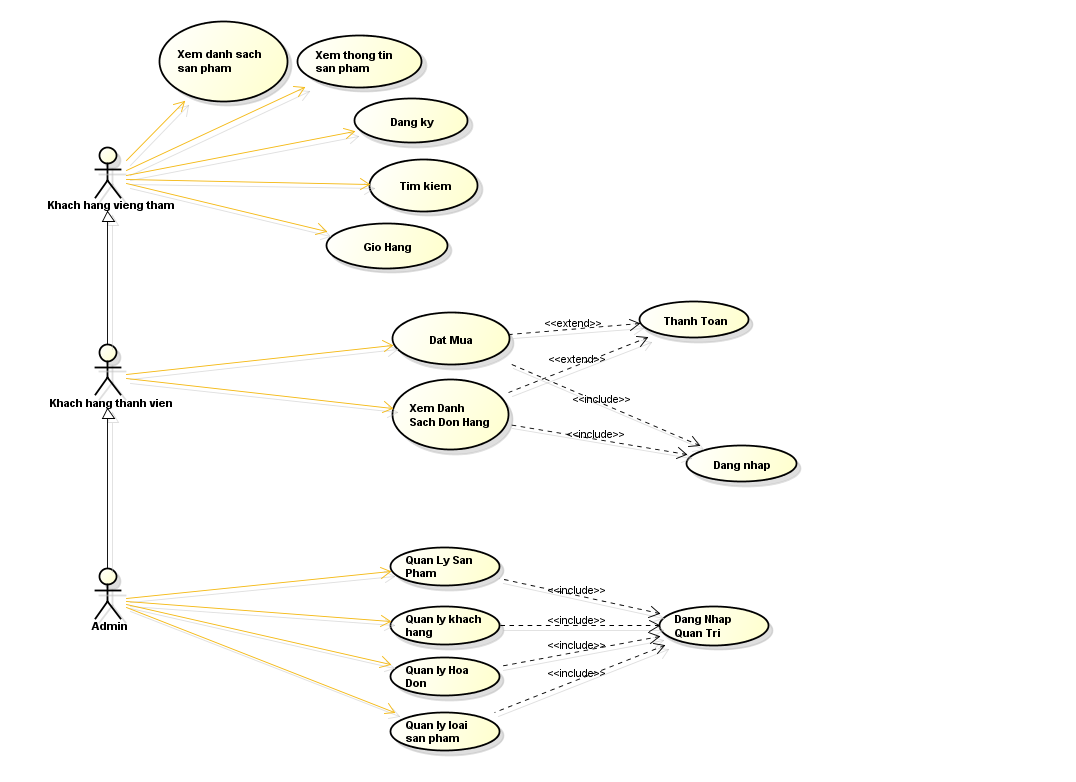 Xem danh sach
san pham
Xem thong tin
san pham
Dang ky
Tim kiem
Khach hang vieng tham
Gio Hang
Dat Mua
<<extend>>
Thanh Toan
<<extend>>
Khach hang thanh vien
Xem Danh
Sach Don Hang
<<include>>
<<include>>
Dang nhap
Quan Ly San
Pham
<<include>>
Quan ly khach
hang
<<include>>
Dang Nhap
Quan Tri
Admin
<<include>>
Quan ly Hoa
Don
<<include>>
Quan ly loai
san pham